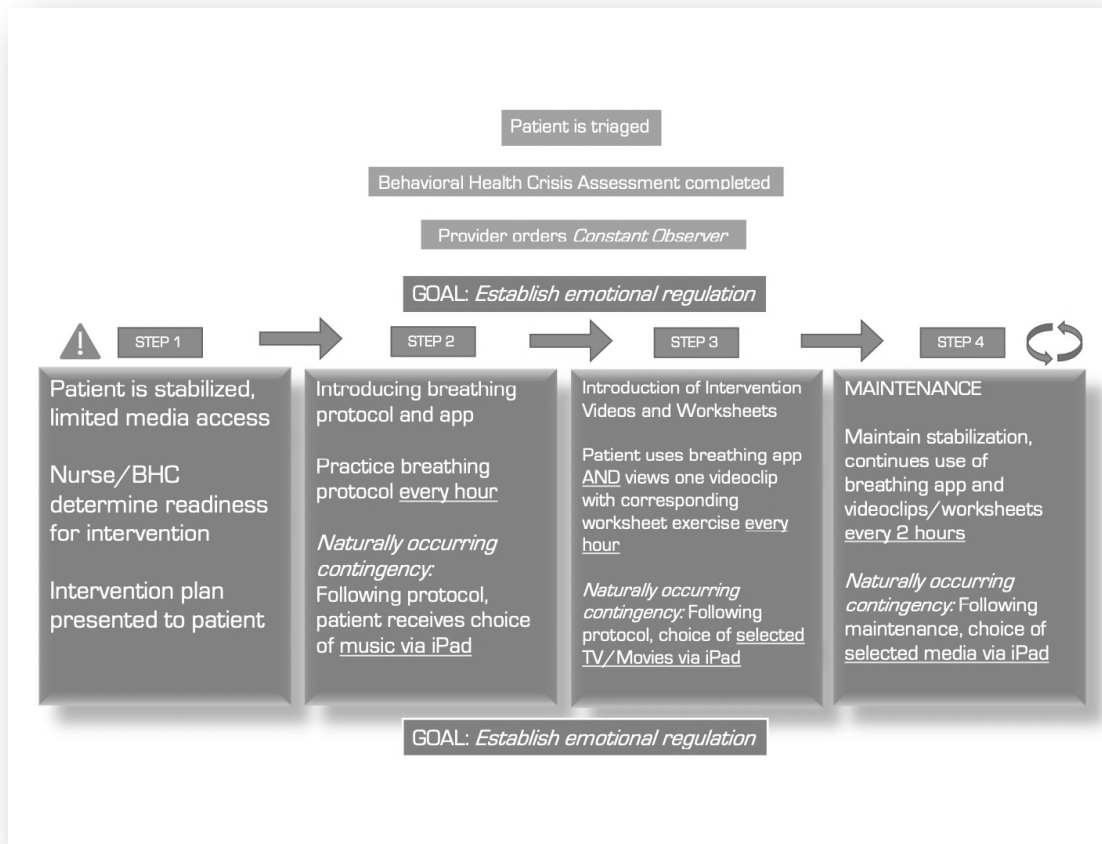 Patient is triaged
Behavioral Health Crisis Assessment completed
Provider orders Constant Observer
GOAL: Establish emotional regulation
STEP 1
Patient is stabilized,
limited media access
Nurse/BHC
determine readiness
for intervention
Intervention plan
presented to patient
STEP 2
Introducing breathing
protocol and app
Practice breathing
protocol every hour
Naturally occurring
contingency:
Following protocol,
patient receives choice
of music via iPad
STEP 3
Introduction of Intervention
Videos and Worksheets
Patient uses breathing app
AND views one videoclip
with corresponding
worksheet exercise every
hour
Naturally occurring
contingency: Following
protocol, choice of selected
TV/Movies via iPad
STEP 4
MAINTENANCE
Maintain stabilization,
continues use of
breathing app and
videoclips/worksheets
every 2 hours
Naturally occurring
contingency: Following
maintenance, choice of
selected media via iPad
GOAL: Establish emotional regulation